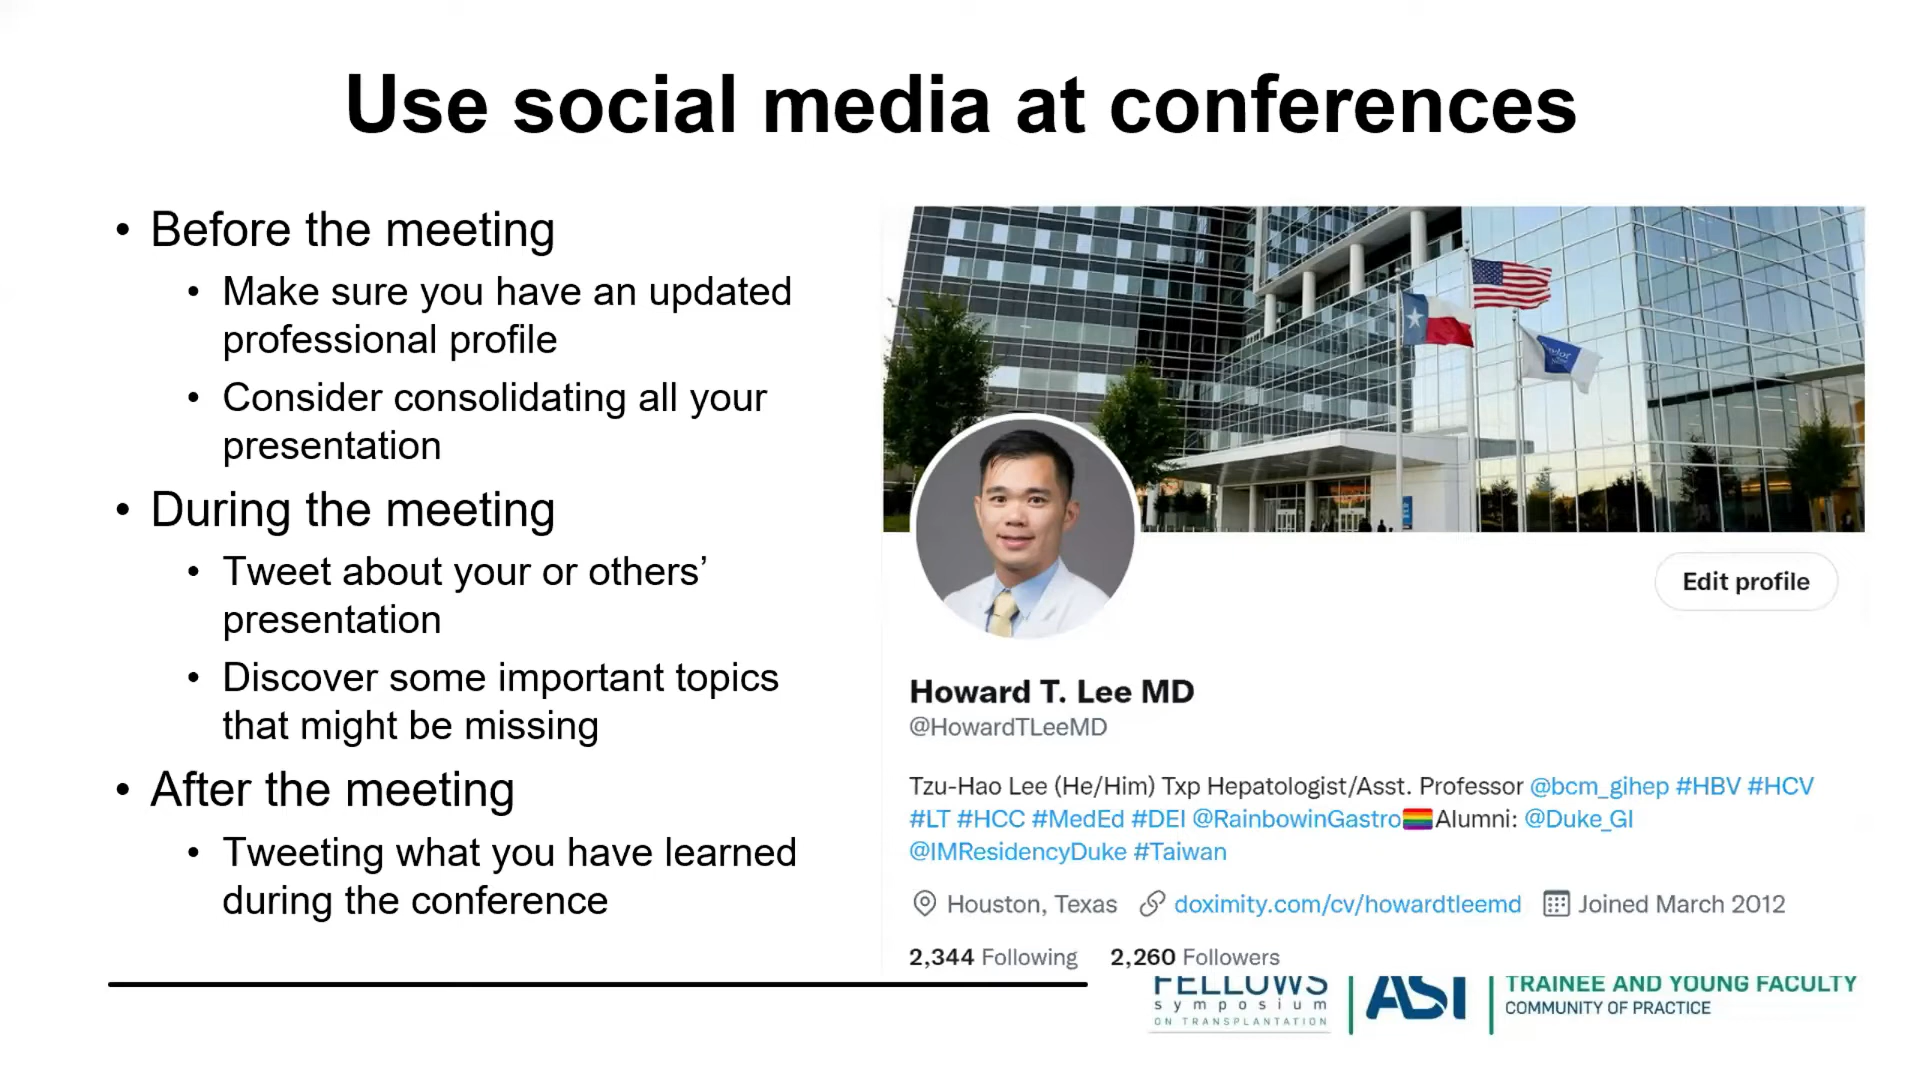 Use social media at conferences
• Before the meeting
• Make sure you have an updated
professional profile
• Consider consolidating all your
presentation
• During the meeting
• Tweet about your or others’
presentation
• Discover some important topics
that might be missing
• After the meeting
• Tweeting what you have learned
during the conference
Edit profile
Howard T. Lee MD
@HowardTLeeMD
Tzu-Hao Lee (He/Him) Txp Hepatologist/Asst. Professor @bcm_gihep #HBV #HCV
#LT #HCC #MedEd #DEI @RainbowinGastro🏳️‍🌈Alumni: @Duke_GI
@IMResidencyDuke #Taiwan
Houston, Texas doximity.com/cv/howardtleemd Joined March 2012
2,344 Following 2,260 Followers
FELLOWS
symposium
ON TRANSPLANTATION
TRAINEE AND YOUNG FACULTY
COMMUNITY OF PRACTICE